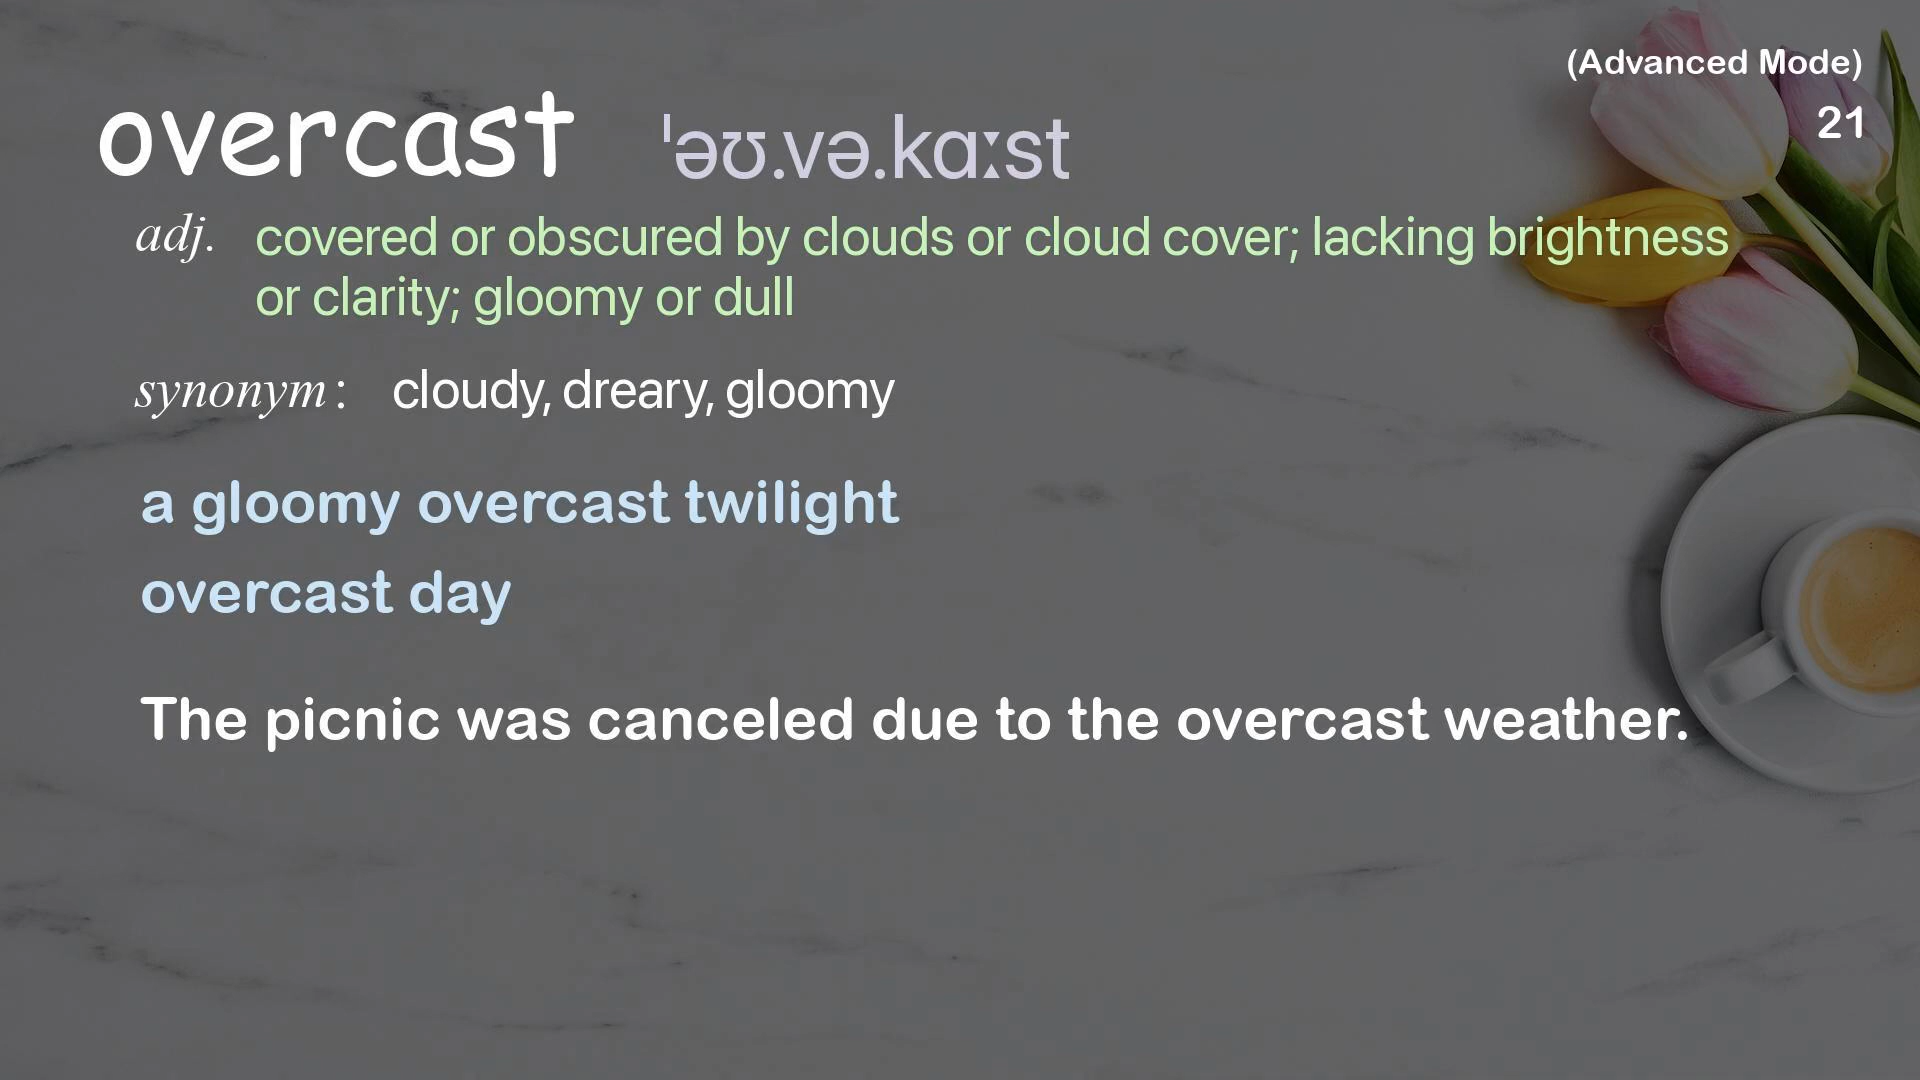 (Advanced Mode)
21
overcast ˈəʊ.və.kɑːst
adj. covered or obscured by clouds or cloud cover; lacking brightness
or clarity; gloomy or dull
synonym: cloudy, dreary, gloomy
a gloomy overcast twilight
overcast day
The picnic was canceled due to the overcast weather.